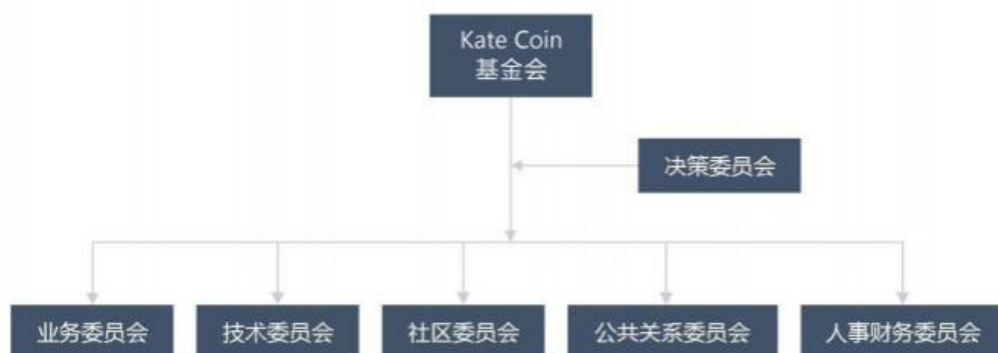 Kate Coin
基金会
决策委员会
业务委员会
技术委员会
社区委员会
公共关系委员会
人事财务委员会